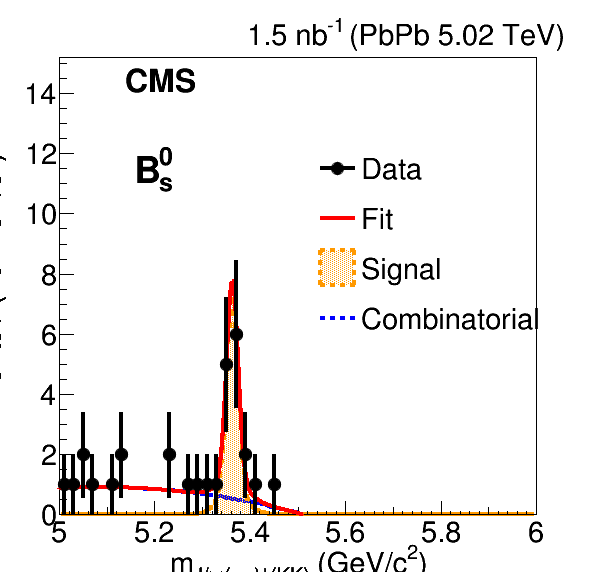 1.5 nb⁻¹ (PbPb 5.02 TeV)
CMS
B⁰ₛ
Data
Fit
Signal
Combinatorial
14
12
10
8
6
4
2
0
5 5.2 5.4 5.6 5.8 6
(GeV/c²)